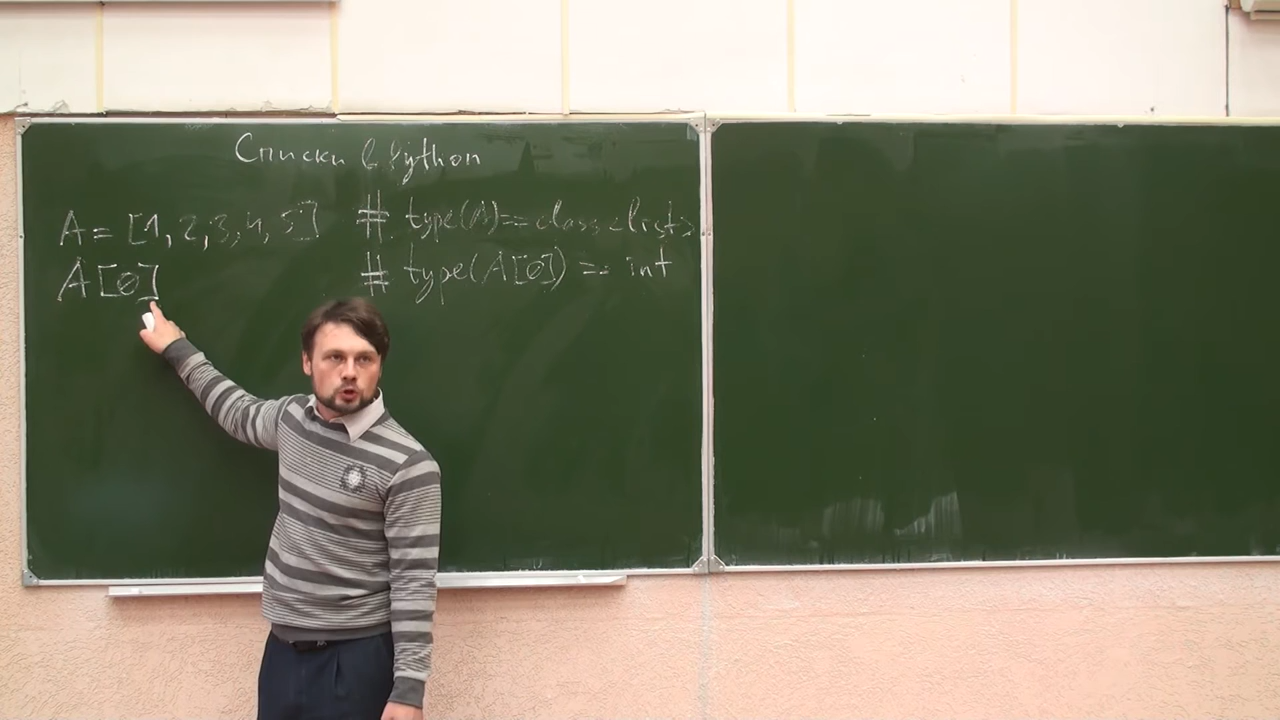 Списки в Python
A = [1, 2, 3, 4, 5] # type(A) == class <list>
A[0] # type(A[0]) == int